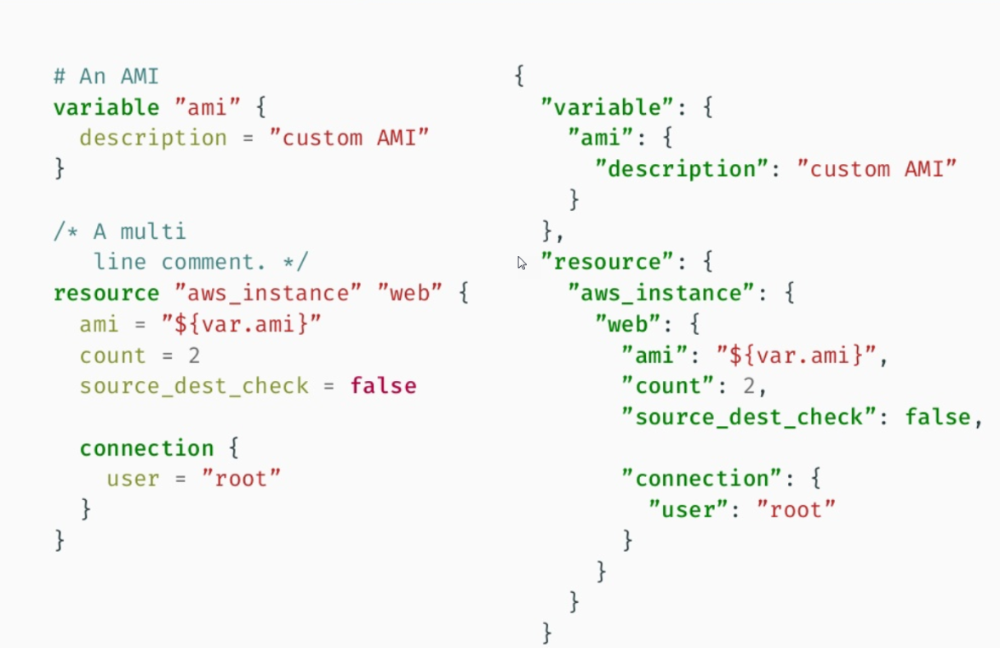 # An AMI
variable ”ami” {
  description = ”custom AMI”
}

/* A multi
   line comment. */
resource ”aws_instance” ”web” {
  ami = ”${var.ami}”
  count = 2
  source_dest_check = false

  connection {
    user = ”root”
  }
}

{
  ”variable”: {
    ”ami”: {
      ”description”: ”custom AMI”
    }
  },
  ”resource”: {
    ”aws_instance”: {
      ”web”: {
        ”ami”: ”${var.ami}”,
        ”count”: 2,
        ”source_dest_check”: false,

        ”connection”: {
          ”user”: ”root”
        }
      }
    }
  }